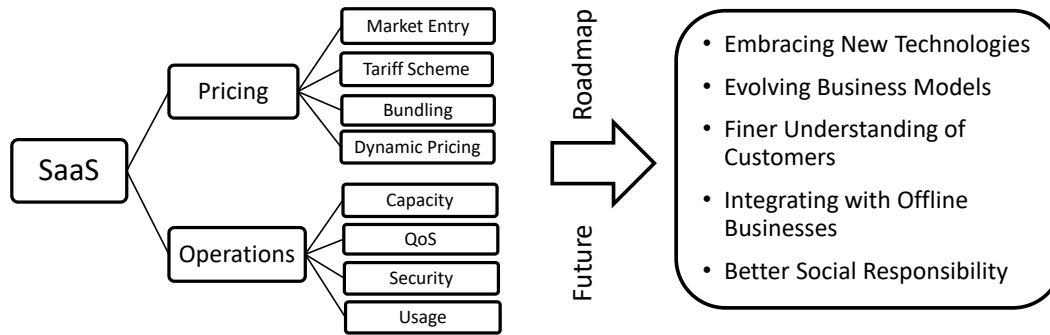 SaaS
Pricing
Operations
Market Entry
Tariff Scheme
Bundling
Dynamic Pricing
Capacity
QoS
Security
Usage
Future
Roadmap
• Embracing New Technologies
• Evolving Business Models
• Finer Understanding of
Customers
• Integrating with Offline
Businesses
• Better Social Responsibility